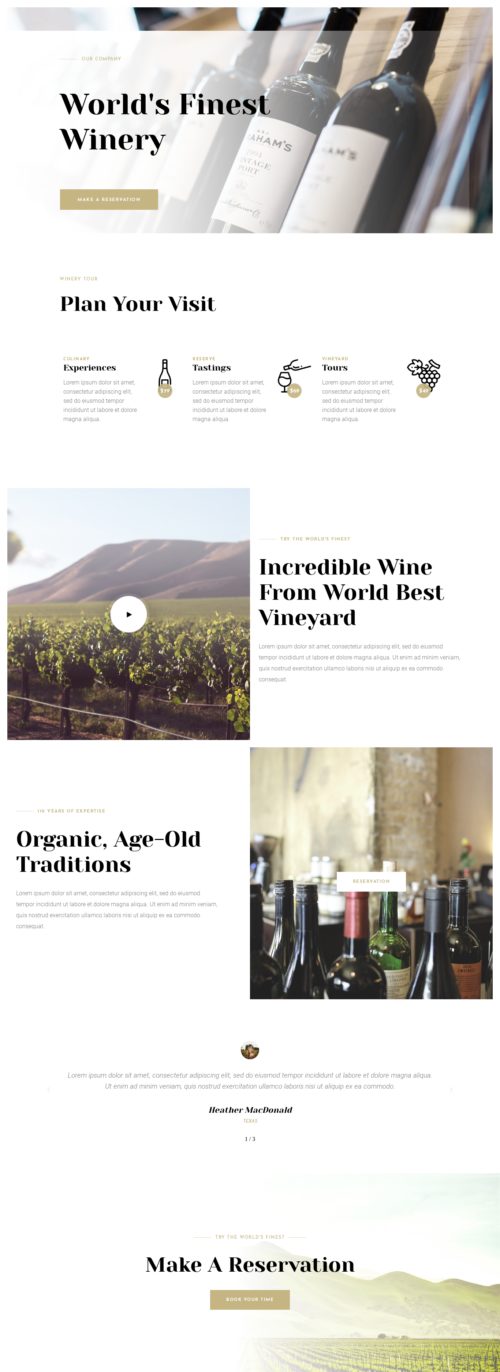 OUR COMPANY
World's Finest
Winery
MAKE A RESERVATION
WINERY TOUR
Plan Your Visit
CULINARY
Experiences
Lorem ipsum dolor sit amet,
consectetur adipiscing elit,
sed do eiusmod tempor
incididunt ut labore et dolore
magna aliqua.
RESERVE
Tastings
Lorem ipsum dolor sit amet,
consectetur adipiscing elit,
sed do eiusmod tempor
incididunt ut labore et dolore
magna aliqua.
VINEYARD
Tours
Lorem ipsum dolor sit amet,
consectetur adipiscing elit,
sed do eiusmod tempor
incididunt ut labore et dolore
magna aliqua.
TRY THE WORLD'S FINEST
Incredible Wine
From World Best
Vineyard
Lorem ipsum dolor sit amet, consectetur adipiscing elit, sed do eiusmod
tempor incididunt ut labore et dolore magna aliqua. Ut enim ad minim veniam,
quis nostrud exercitation ullamco laboris nisi ut aliquip ex ea commodo
consequat.
YEARS OF EXPERTISE
Organic, Age-Old
Traditions
Lorem ipsum dolor sit amet, consectetur adipiscing elit, sed do eiusmod
tempor incididunt ut labore et dolore magna aliqua. Ut enim ad minim veniam,
quis nostrud exercitation ullamco laboris nisi ut aliquip ex ea commodo
consequat.
RESERVATION
Lorem ipsum dolor sit amet, consectetur adipiscing elit, sed do eiusmod tempor incididunt ut labore et dolore magna aliqua.
Ut enim ad minim veniam, quis nostrud exercitation ullamco laboris nisi ut aliquip ex ea commodo.
Heather MacDonald
TEXAS
1 / 3
TRY THE WORLD'S FINEST
Make A Reservation
BOOK YOUR TIME